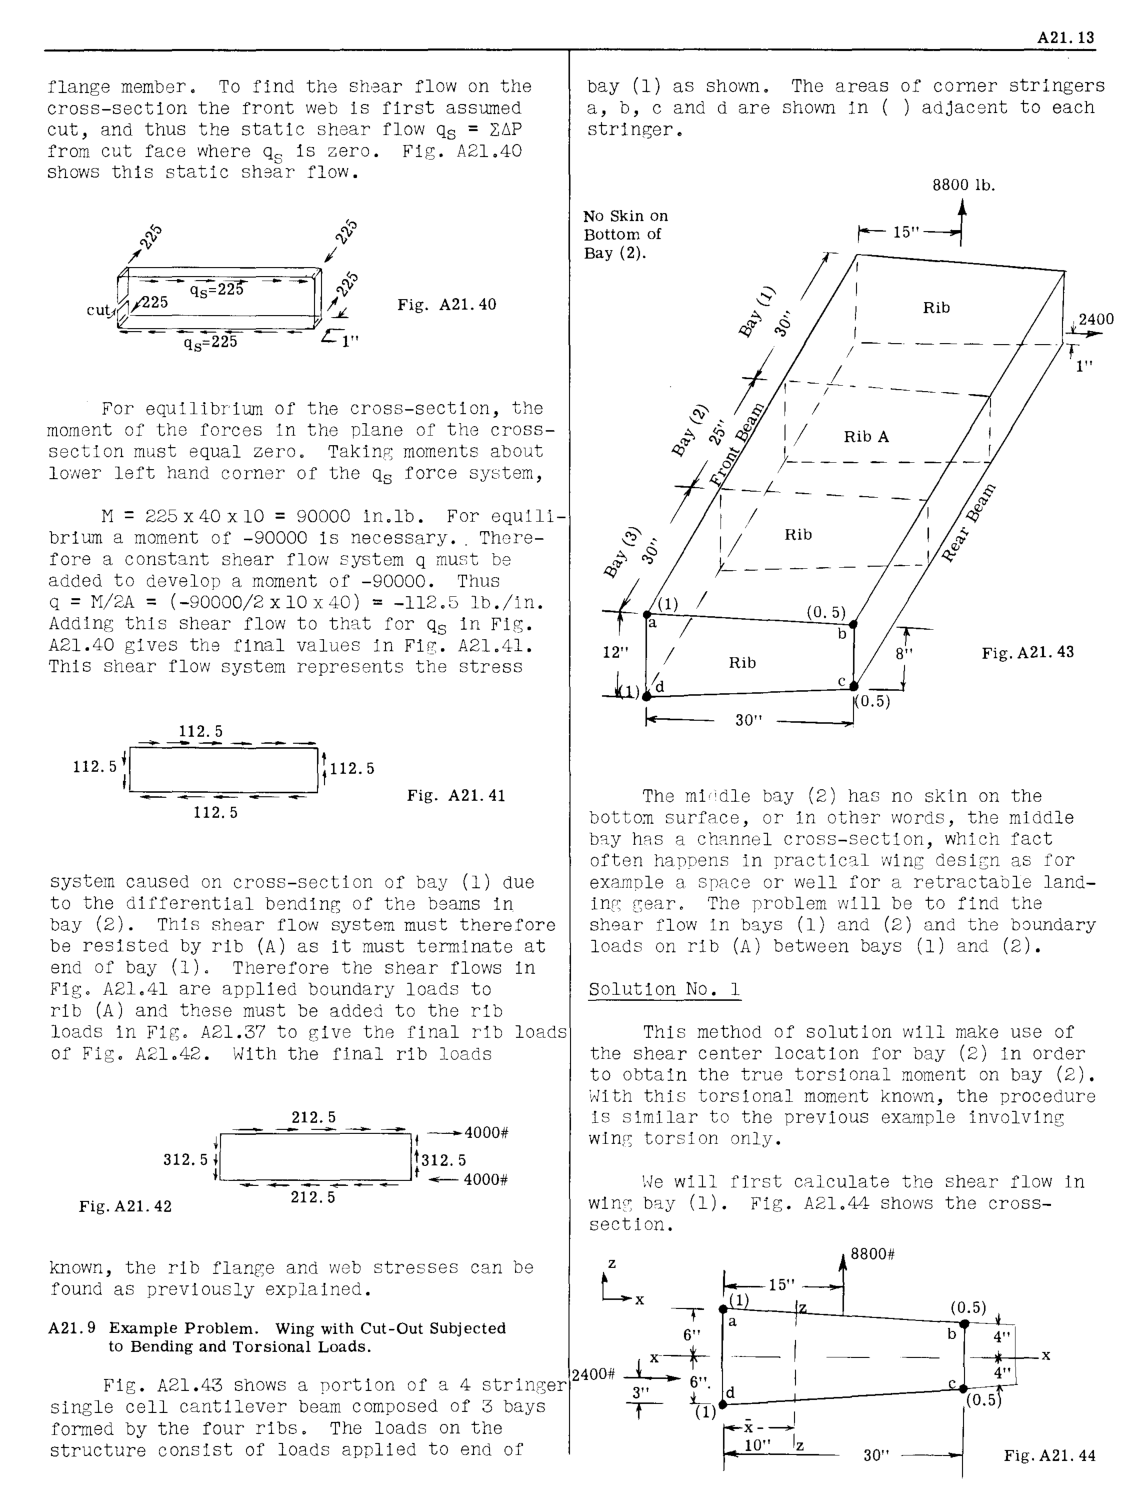 A21.13
flange member. To find the shear flow on the
cross-section the front web is first assumed
cut, and thus the static shear flow qs = ΣΔP
from cut face where qs is zero. Fig. A21.40
shows this static shear flow.
225
225
qs=225
225
225
cut
qs=225
1"
Fig. A21.40
For equilibrium of the cross-section, the
moment of the forces in the plane of the cross-
section must equal zero. Taking moments about
lower left hand corner of the qs force system,
M = 225 x 40 x 10 = 90000 in.lb. For equili-
brium a moment of -90000 is necessary. There-
fore a constant shear flow system q must be
added to develop a moment of -90000. Thus
q = M/2A = (-90000/2 x 10 x 40) = -112.5 lb./in.
Adding this shear flow to that for qs in Fig.
A21.40 gives the final values in Fig. A21.41.
This shear flow system represents the stress
112.5
112.5
112.5
112.5
Fig. A21.41
system caused on cross-section of bay (1) due
to the differential bending of the beams in
bay (2). This shear flow system must therefore
be resisted by rib (A) as it must terminate at
end of bay (1). Therefore the shear flows in
Fig. A21.41 are applied boundary loads to
rib (A) and these must be added to the rib
loads in Fig. A21.37 to give the final rib loads
of Fig. A21.42. With the final rib loads
212.5
4000#
312.5
312.5
4000#
212.5
Fig. A21.42
known, the rib flange and web stresses can be
found as previously explained.
A21.9 Example Problem. Wing with Cut-Out Subjected
to Bending and Torsional Loads.
Fig. A21.43 shows a portion of a 4 stringer
single cell cantilever beam composed of 3 bays
formed by the four ribs. The loads on the
structure consist of loads applied to end of
bay (1) as shown. The areas of corner stringers
a, b, c and d are shown in ( ) adjacent to each
stringer.
8800 lb.
No Skin on
Bottom of
Bay (2).
15"
Bay (1)
30"
Rib
2400
1"
Bay (2)
25"
Front Beam
Rib A
Bay (3)
30"
Rib
Rear Beam
(1)
a
(0.5)
b
12"
Rib
8"
Fig. A21.43
(1)
d
c
(0.5)
30"
The middle bay (2) has no skin on the
bottom surface, or in other words, the middle
bay has a channel cross-section, which fact
often happens in practical wing design as for
example a space or well for a retractable land-
ing gear. The problem will be to find the
shear flow in bays (1) and (2) and the boundary
loads on rib (A) between bays (1) and (2).
Solution No. 1
This method of solution will make use of
the shear center location for bay (2) in order
to obtain the true torsional moment on bay (2).
With this torsional moment known, the procedure
is similar to the previous example involving
wing torsion only.
We will first calculate the shear flow in
wing bay (1). Fig. A21.44 shows the cross-
section.
8800#
z
15"
x
(1)
z
(0.5)
a
b
6"
4"
x
x
2400#
6"
4"
3"
d
c
(1)
(0.5)
x̄
10"
z
30"
Fig. A21.44